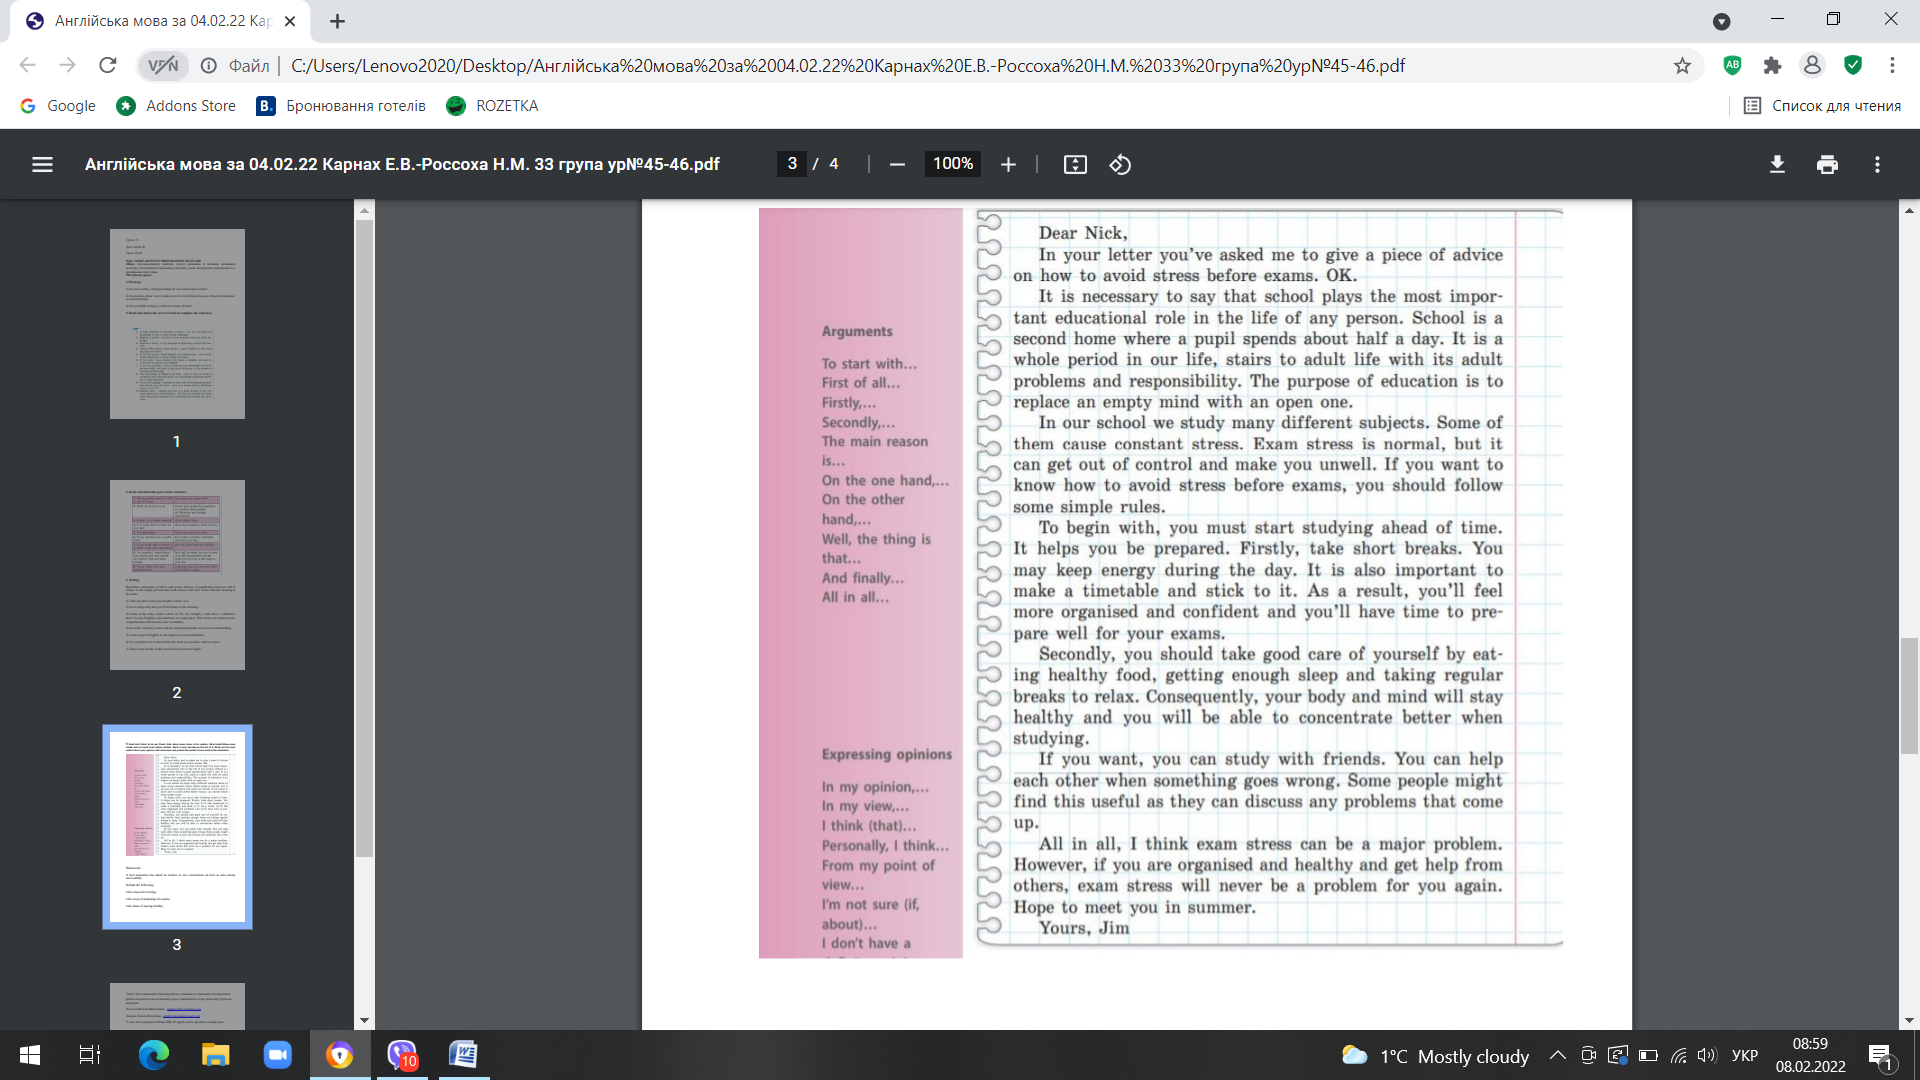 Англійська мова за 04.02.22 Кар
VPN
Файл
C:/Users/Lenovo2020/Desktop/Англійська%20мова%20за%2004.02.22%20Карнах%20Е.В.-Россоха%20Н.М.%2033%20група%20ур№45-46.pdf
Google
Addons Store
Бронювання готелів
ROZETKA
Список для чтения
Англійська мова за 04.02.22 Карнах Е.В.-Россоха Н.М. 33 група ур№45-46.pdf
3 / 4
100%
1
2
3
Arguments
To start with...
First of all...
Firstly,...
Secondly,...
The main reason
is...
On the one hand,...
On the other
hand,...
Well, the thing is
that...
And finally...
All in all...
Expressing opinions
In my opinion,...
In my view,...
I think (that)...
Personally, I think...
From my point of
view...
I'm not sure (if,
about)...
I don't have a
Dear Nick,
In your letter you've asked me to give a piece of advice
on how to avoid stress before exams. OK.
It is necessary to say that school plays the most impor-
tant educational role in the life of any person. School is a
second home where a pupil spends about half a day. It is a
whole period in our life, stairs to adult life with its adult
problems and responsibility. The purpose of education is to
replace an empty mind with an open one.
In our school we study many different subjects. Some of
them cause constant stress. Exam stress is normal, but it
can get out of control and make you unwell. If you want to
know how to avoid stress before exams, you should follow
some simple rules.
To begin with, you must start studying ahead of time.
It helps you be prepared. Firstly, take short breaks. You
may keep energy during the day. It is also important to
make a timetable and stick to it. As a result, you'll feel
more organised and confident and you'll have time to pre-
pare well for your exams.
Secondly, you should take good care of yourself by eat-
ing healthy food, getting enough sleep and taking regular
breaks to relax. Consequently, your body and mind will stay
healthy and you will be able to concentrate better when
studying.
If you want, you can study with friends. You can help
each other when something goes wrong. Some people might
find this useful as they can discuss any problems that come
up.
All in all, I think exam stress can be a major problem.
However, if you are organised and healthy and get help from
others, exam stress will never be a problem for you again.
Hope to meet you in summer.
Yours, Jim
10
1°C Mostly cloudy
УКР
08:59
08.02.2022
1